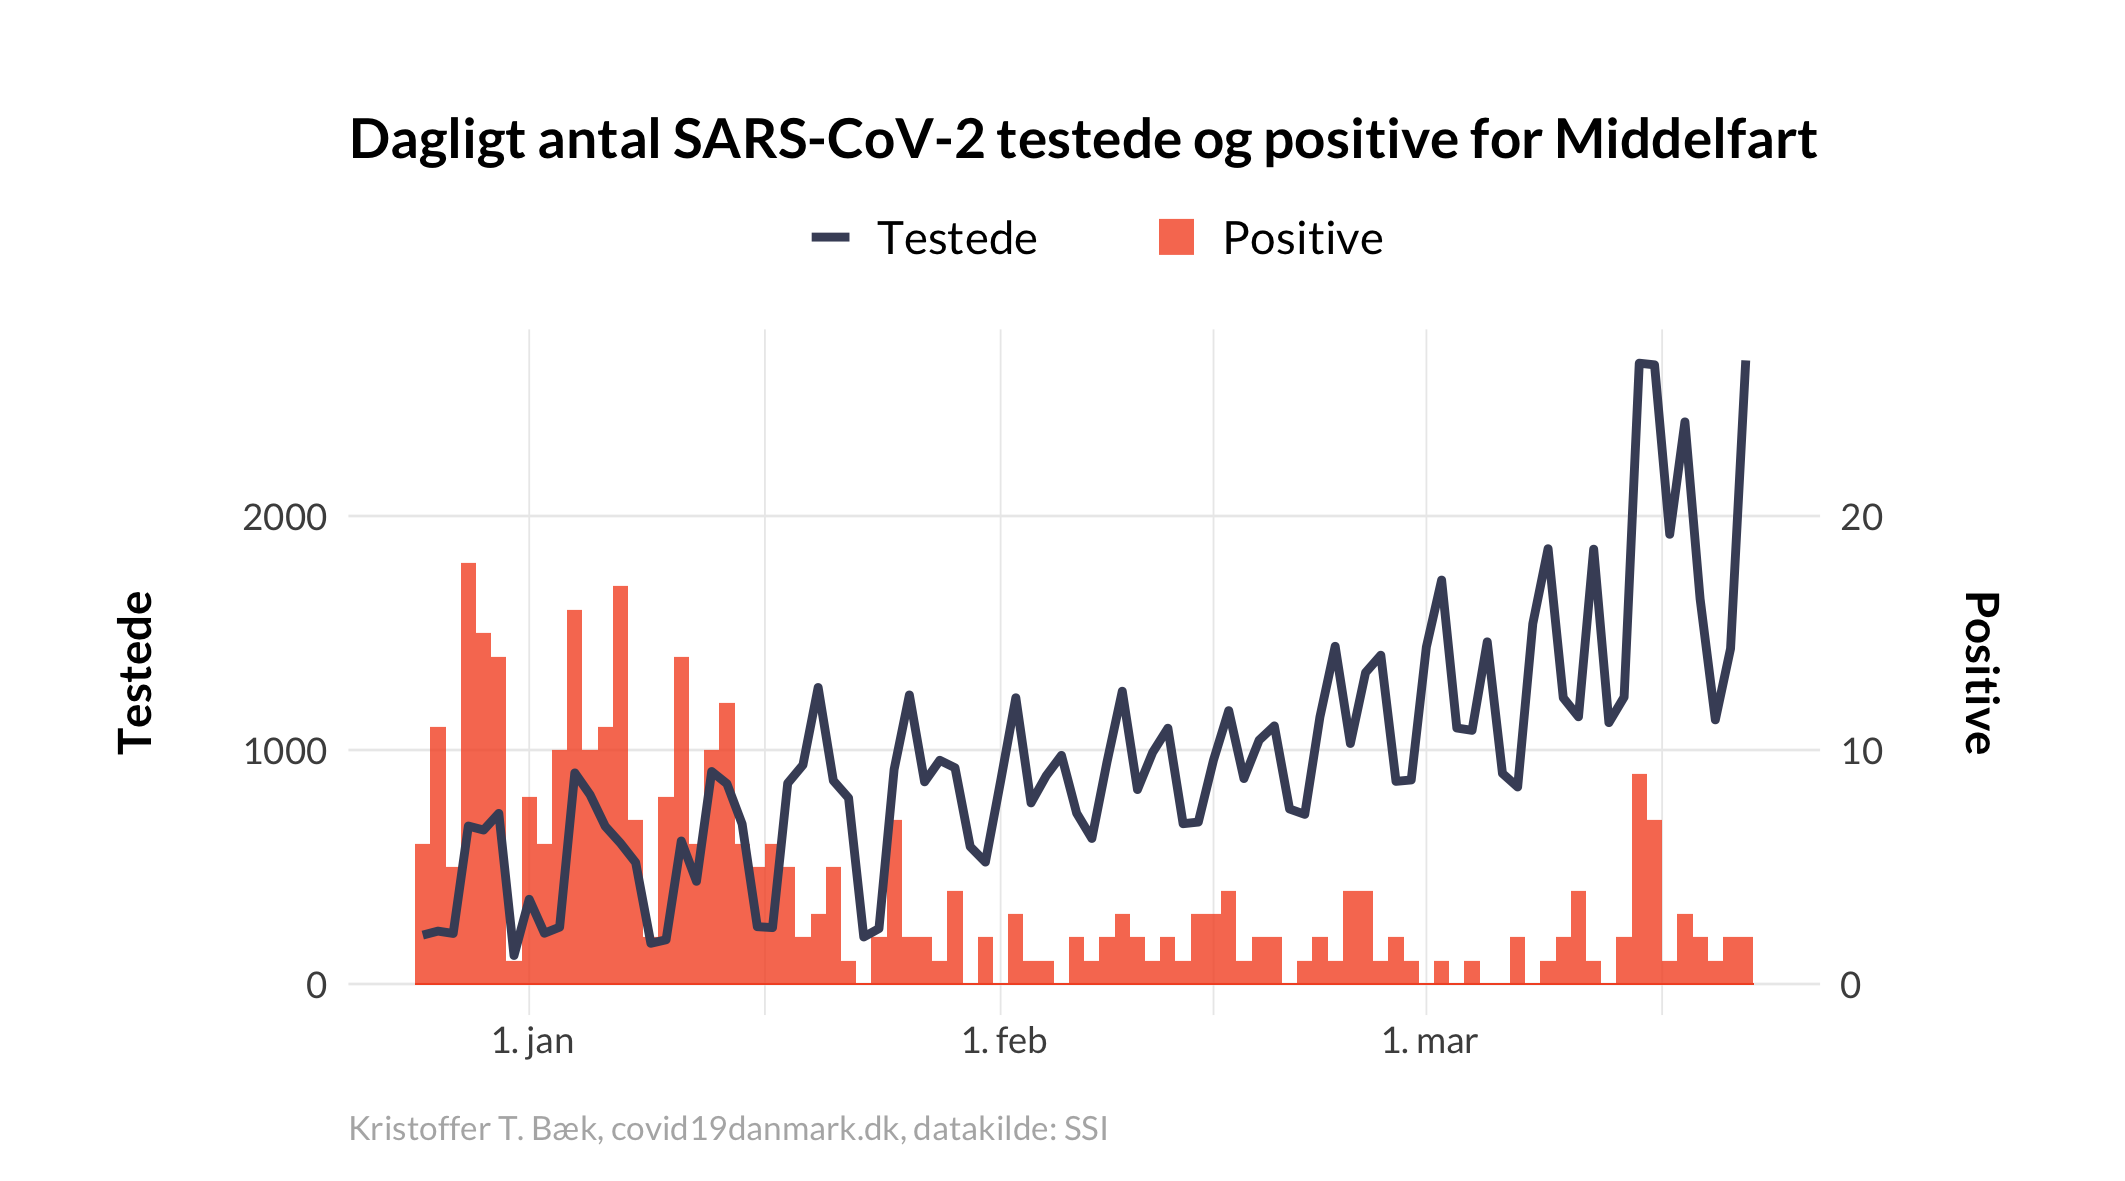 Dagligt antal SARS-CoV-2 testede og positive for Middelfart
Testede
Positive
2000
1000
0
Testede
20
10
0
Positive
1. jan
1. feb
1. mar
Kristoffer T. Bæk, covid19danmark.dk, datakilde: SSI